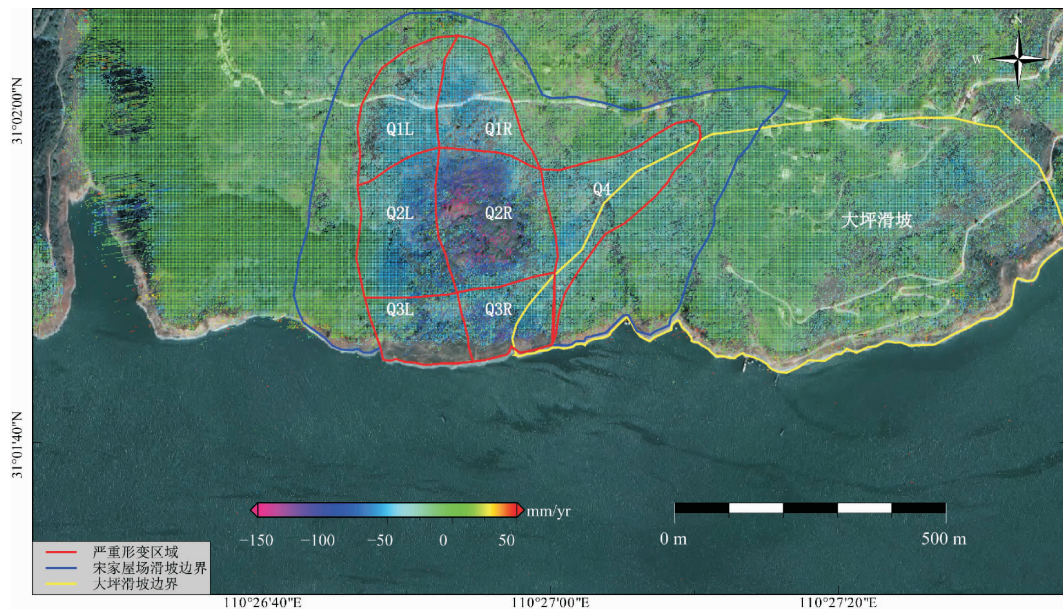 N
W
S
31°02'00"N
Q1L
Q1R
Q4
Q2L
Q2R
大坪滑坡
Q3L
Q3R
31°01'40"N
mm/yr
−150
−100
−50
0
50
0 m
500 m
严重形变区域
宋家屋场滑坡边界
大坪滑坡边界
110°26'40"E
110°27'00"E
110°27'20"E